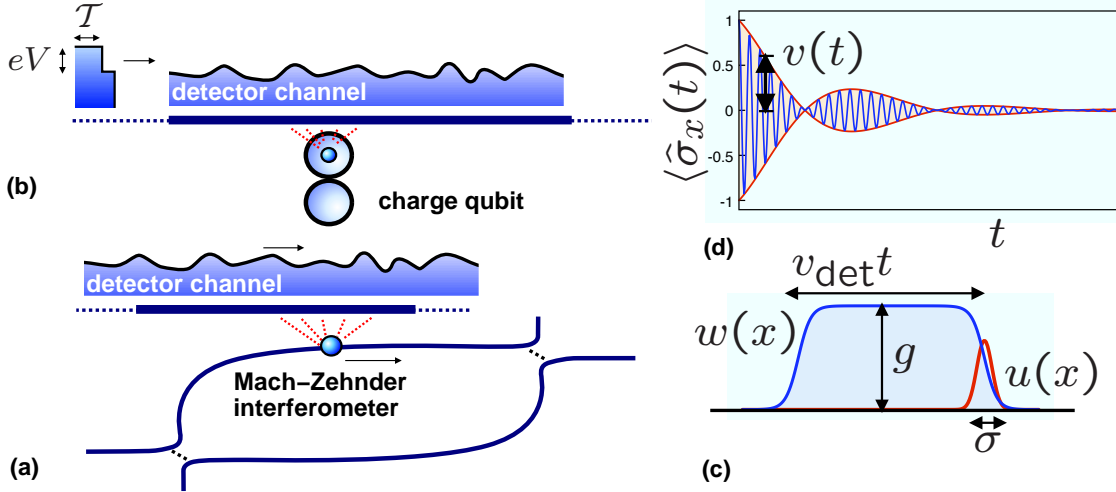 𝒯
eV
detector channel
(b)
charge qubit
detector channel
Mach–Zehnder
interferometer
(a)
⟨σ̂ₓ(t)⟩
1
0.5
0
-0.5
-1
v(t)
t
(d)
v_det t
w(x)
g
u(x)
σ
(c)